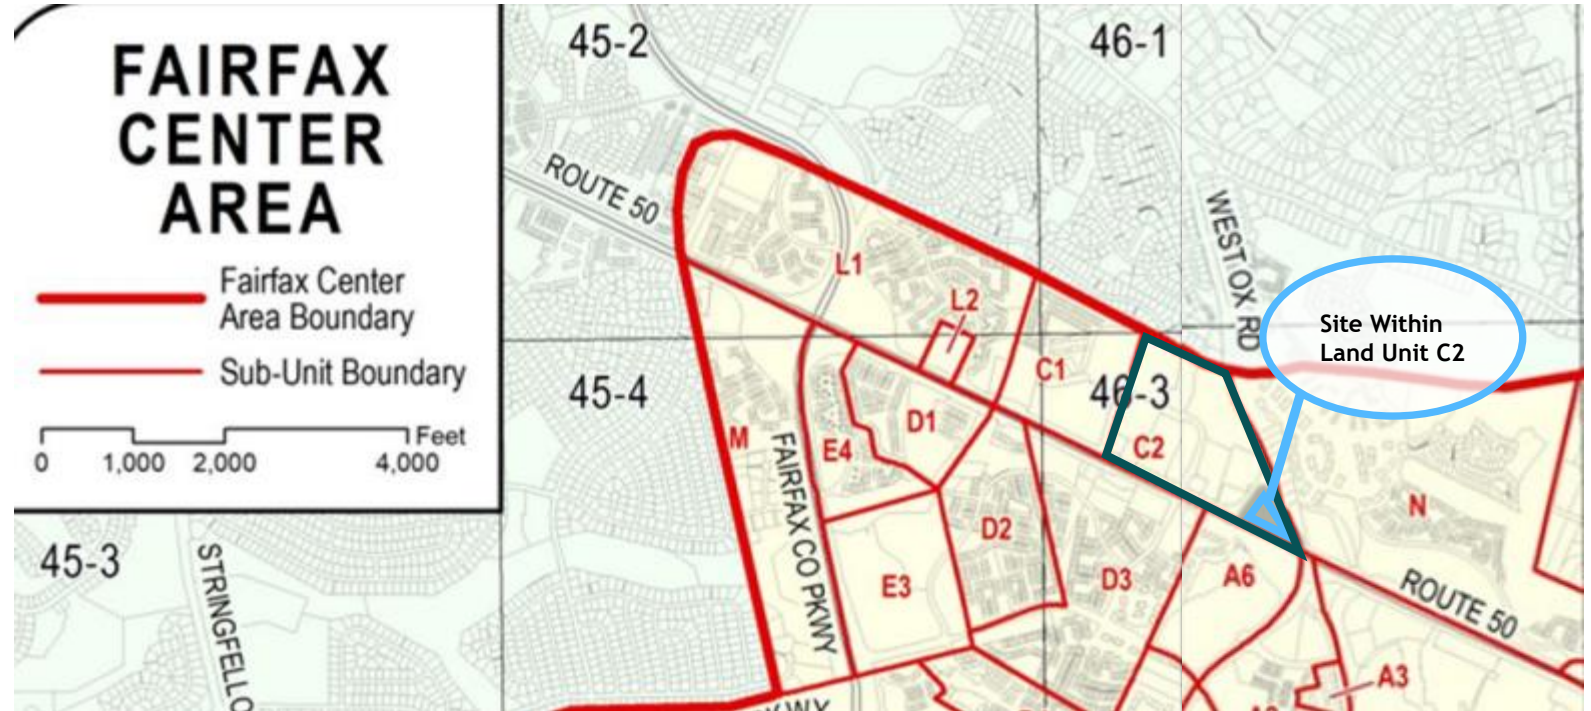 FAIRFAX
CENTER
AREA
Fairfax Center
Area Boundary
Sub-Unit Boundary
Feet
0 1,000 2,000 4,000
45-2
46-1
ROUTE 50
WEST OX RD
L1
L2
Site Within
Land Unit C2
C1
46-3
45-4
D1
M
E4
C2
FAIRFAX CO PKWY
N
D2
45-3
STRINGFELLO
E3
D3
A6
ROUTE 50
A3